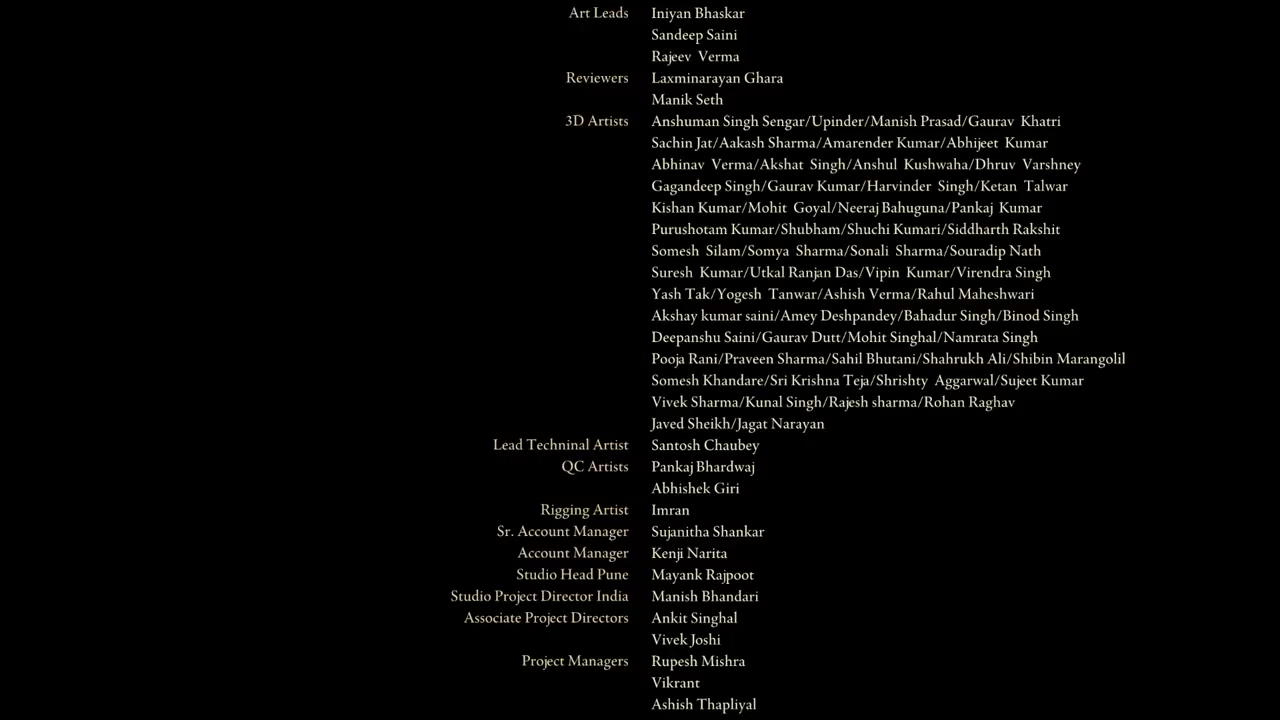 Art Leads Iniyan Bhaskar
Sandeep Saini
Rajeev Verma
Reviewers Laxminarayan Ghara
Manik Seth
3D Artists Anshuman Singh Sengar/Upinder/Manish Prasad/Gaurav Khatri
Sachin Jat/Aakash Sharma/Amarender Kumar/Abhijeet Kumar
Abhinav Verma/Akshat Singh/Anshul Kushwaha/Dhruv Varshney
Gagandeep Singh/Gaurav Kumar/Harvinder Singh/Ketan Talwar
Kishan Kumar/Mohit Goyal/Neeraj Bahuguna/Pankaj Kumar
Purushotam Kumar/Shubham/Shuchi Kumari/Siddharth Rakshit
Somesh Silam/Somya Sharma/Sonali Sharma/Souradip Nath
Suresh Kumar/Utkal Ranjan Das/Vipin Kumar/Virendra Singh
Yash Tak/Yogesh Tanwar/Ashish Verma/Rahul Maheshwari
Akshay kumar saini/Amey Deshpandey/Bahadur Singh/Binod Singh
Deepanshu Saini/Gaurav Dutt/Mohit Singhal/Namrata Singh
Pooja Rani/Praveen Sharma/Sahil Bhutani/Shahrukh Ali/Shibin Marangolil
Somesh Khandare/Sri Krishna Teja/Shrishty Aggarwal/Sujeet Kumar
Vivek Sharma/Kunal Singh/Rajesh sharma/Rohan Raghav
Javed Sheikh/Jagat Narayan
Lead Techninal Artist Santosh Chaubey
QC Artists Pankaj Bhardwaj
Abhishek Giri
Rigging Artist Imran
Sr. Account Manager Sujanitha Shankar
Account Manager Kenji Narita
Studio Head Pune Mayank Rajpoot
Studio Project Director India Manish Bhandari
Associate Project Directors Ankit Singhal
Vivek Joshi
Project Managers Rupesh Mishra
Vikrant
Ashish Thapliyal